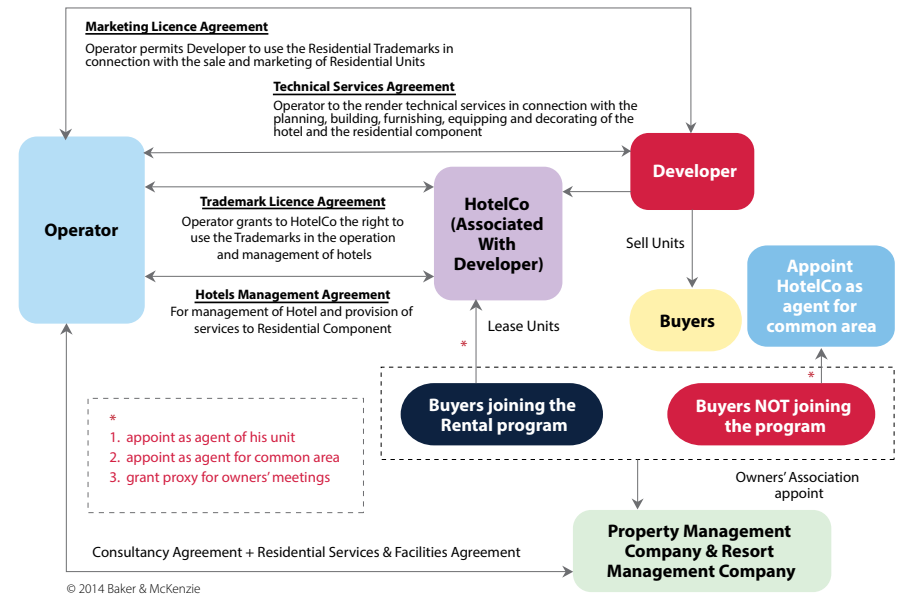 Marketing Licence Agreement
Operator permits Developer to use the Residential Trademarks in
connection with the sale and marketing of Residential Units
Technical Services Agreement
Operator to the render technical services in connection with the
planning, building, furnishing, equipping and decorating of the
hotel and the residential component
Operator
Developer
Trademark Licence Agreement
Operator grants to HotelCo the right to
use the Trademarks in the operation
and management of hotels
HotelCo
(Associated
With
Developer)
Sell Units
Appoint
HotelCo as
agent for
common area
Hotels Management Agreement
For management of Hotel and provision of
services to Residential Component
Buyers
Lease Units
*
*
Buyers joining the
Rental program
Buyers NOT joining
the program
*
1. appoint as agent of his unit
2. appoint as agent for common area
3. grant proxy for owners' meetings
Owners' Association
appoint
Property Management
Company & Resort
Management Company
Consultancy Agreement + Residential Services & Facilities Agreement
© 2014 Baker & McKenzie